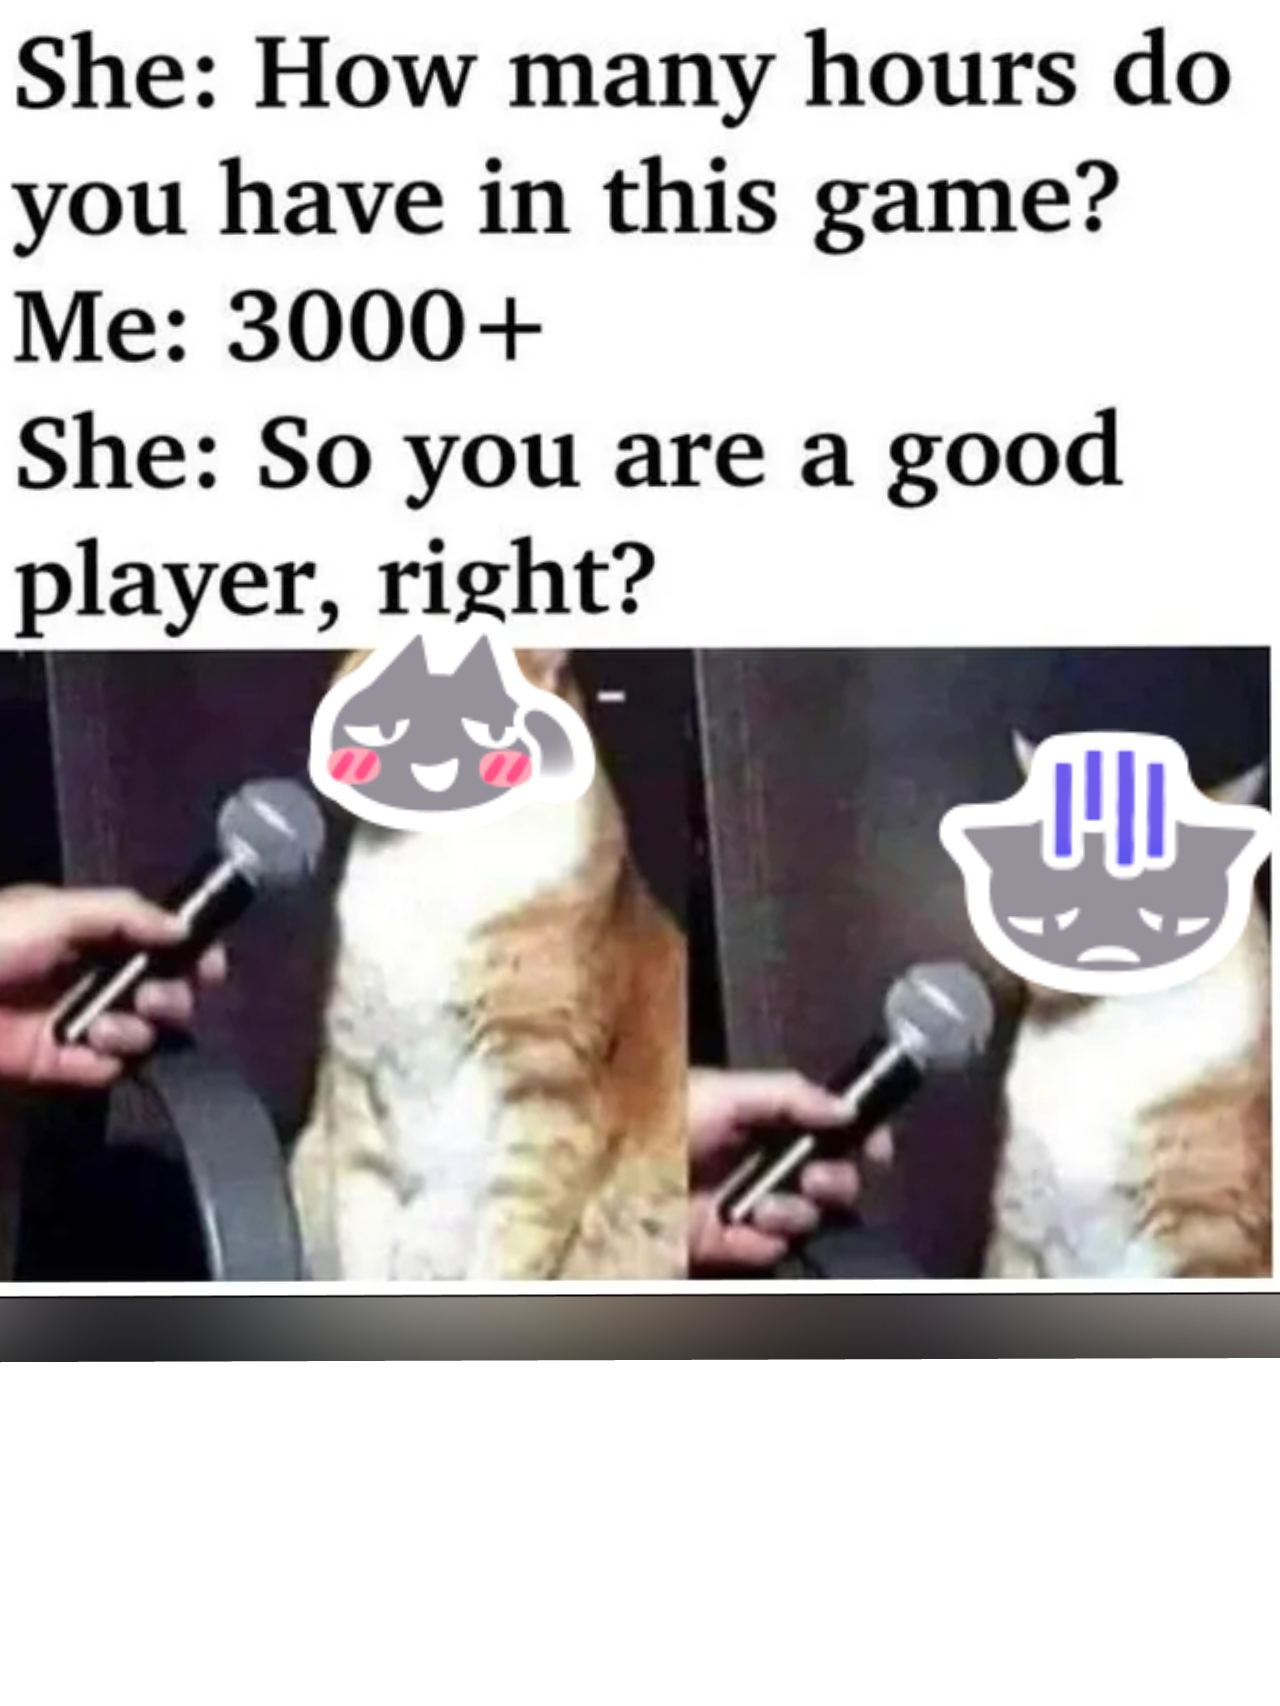 She: How many hours do
you have in this game?
Me: 3000+
She: So you are a good
player, right?